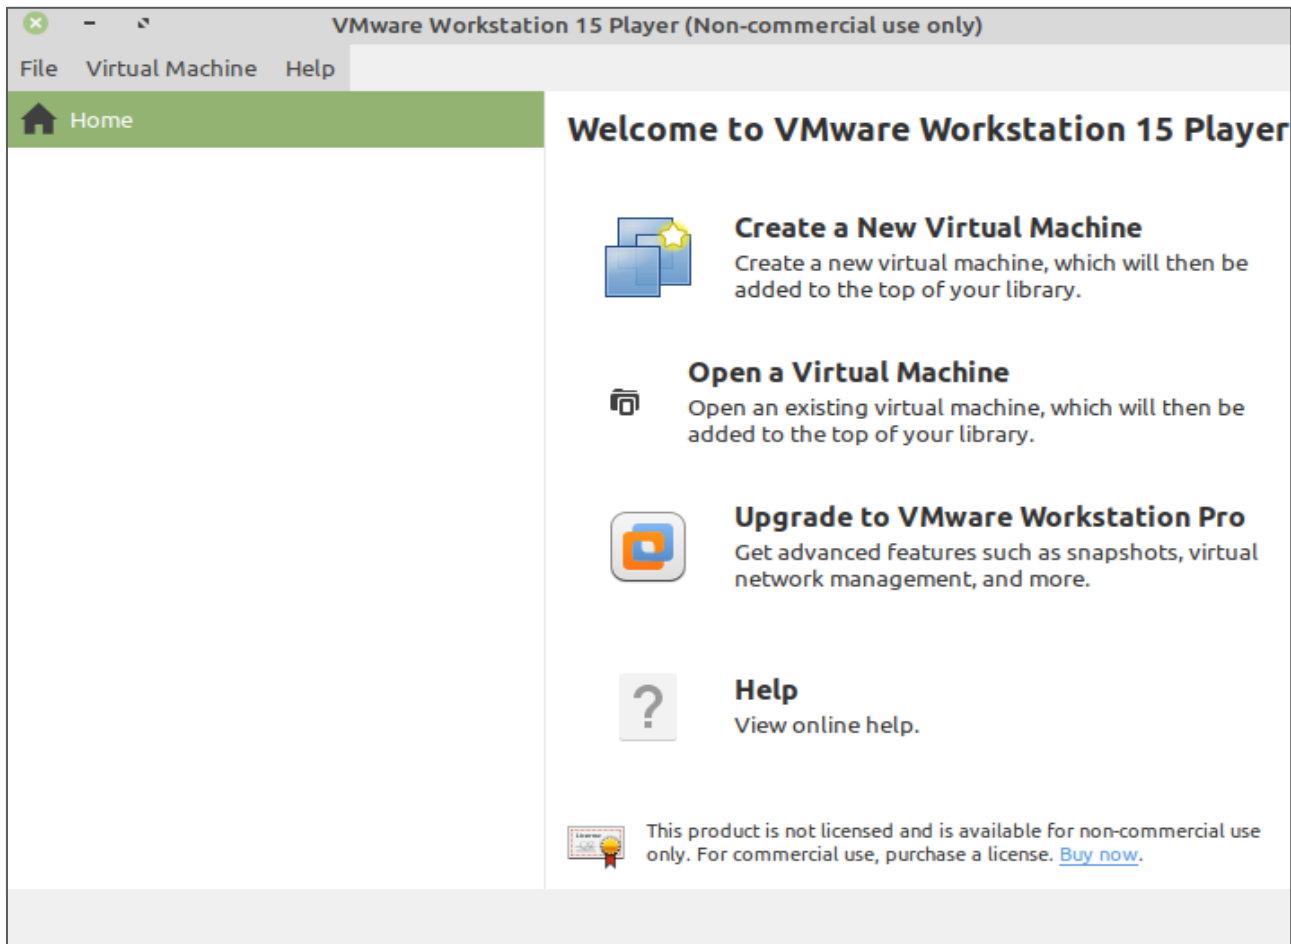 VMware Workstation 15 Player (Non-commercial use only)
File Virtual Machine Help
Home
Welcome to VMware Workstation 15 Player
Create a New Virtual Machine
Create a new virtual machine, which will then be
added to the top of your library.
Open a Virtual Machine
Open an existing virtual machine, which will then be
added to the top of your library.
Upgrade to VMware Workstation Pro
Get advanced features such as snapshots, virtual
network management, and more.
?
Help
View online help.
License
This product is not licensed and is available for non-commercial use
only. For commercial use, purchase a license. Buy now.